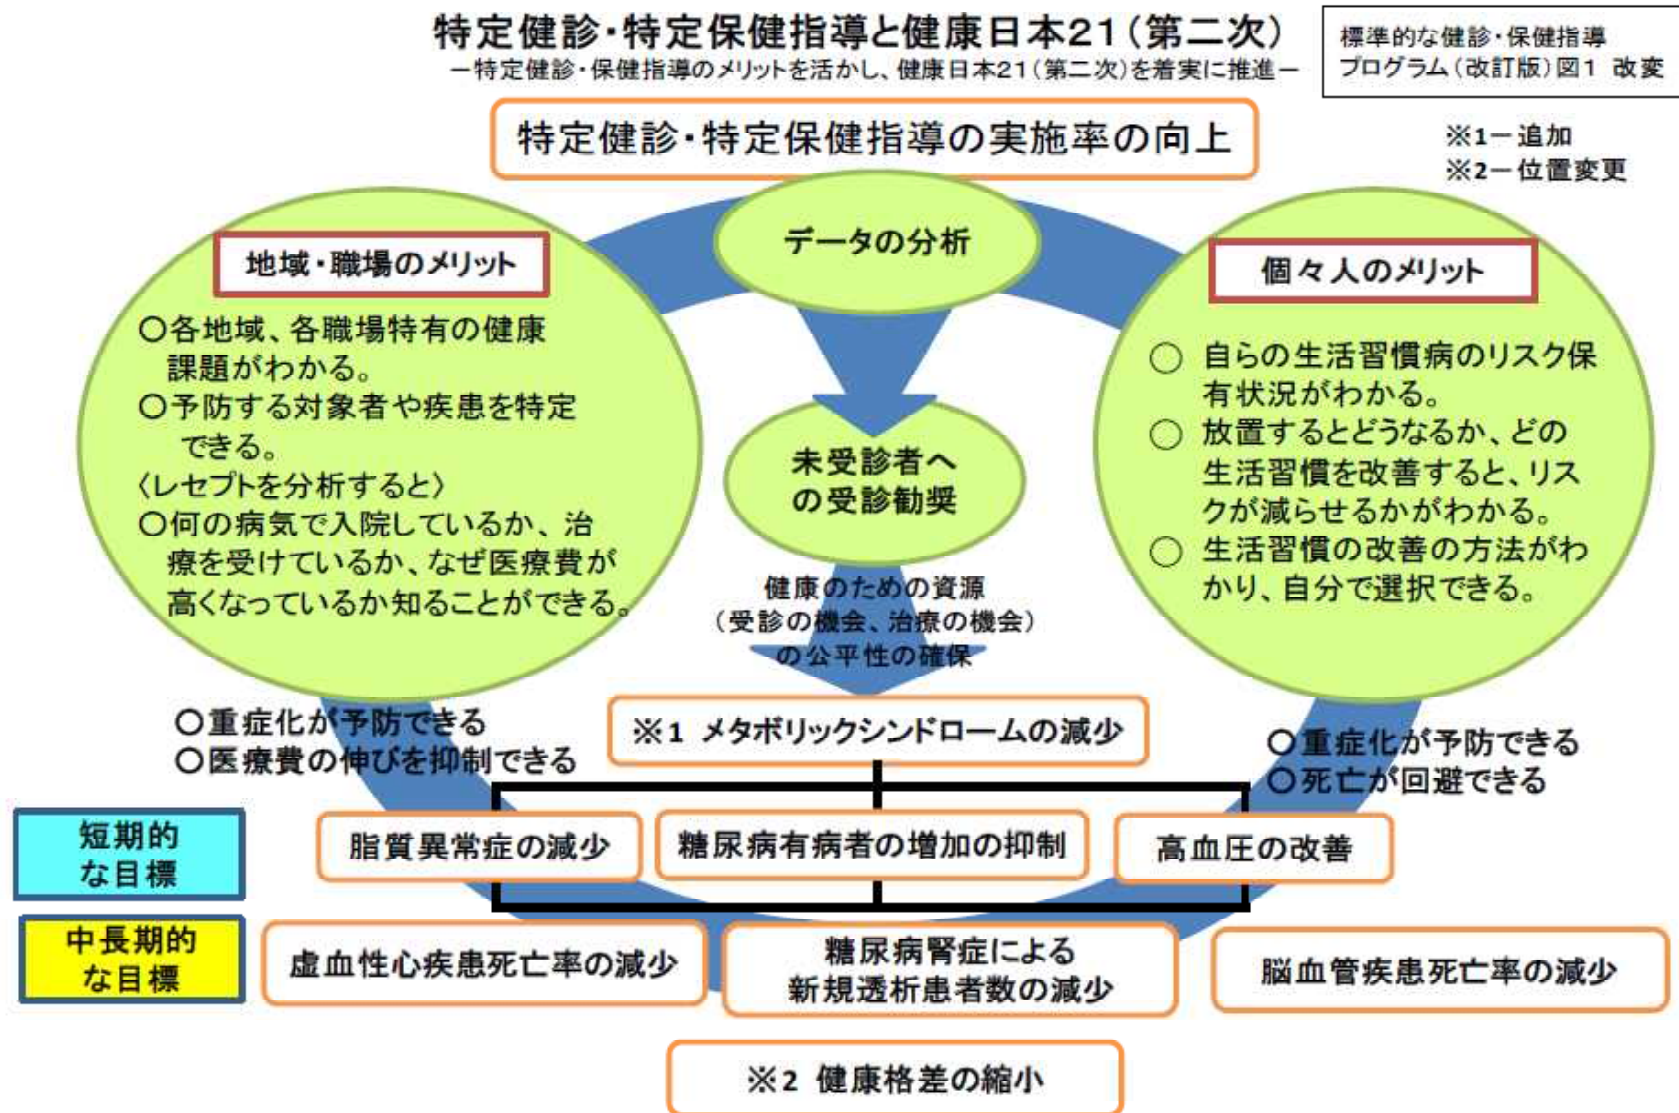 特定健診・特定保健指導と健康日本21（第二次）
－特定健診・保健指導のメリットを活かし、健康日本21（第二次）を着実に推進－
標準的な健診・保健指導
プログラム（改訂版）図1 改変
※1－追加
※2－位置変更
特定健診・特定保健指導の実施率の向上
データの分析
地域・職場のメリット
○各地域、各職場特有の健康
課題がわかる。
○予防する対象者や疾患を特定
できる。
〈レセプトを分析すると〉
○何の病気で入院しているか、治
療を受けているか、なぜ医療費が
高くなっているか知ることができる。
個々人のメリット
○ 自らの生活習慣病のリスク保
有状況がわかる。
○ 放置するとどうなるか、どの
生活習慣を改善すると、リス
クが減らせるかがわかる。
○ 生活習慣の改善の方法がわ
かり、自分で選択できる。
未受診者へ
の受診勧奨
健康のための資源
（受診の機会、治療の機会）
の公平性の確保
○重症化が予防できる
○医療費の伸びを抑制できる
※1 メタボリックシンドロームの減少
○重症化が予防できる
○死亡が回避できる
短期的
な目標
脂質異常症の減少
糖尿病有病者の増加の抑制
高血圧の改善
中長期的
な目標
虚血性心疾患死亡率の減少
糖尿病腎症による
新規透析患者数の減少
脳血管疾患死亡率の減少
※2 健康格差の縮小